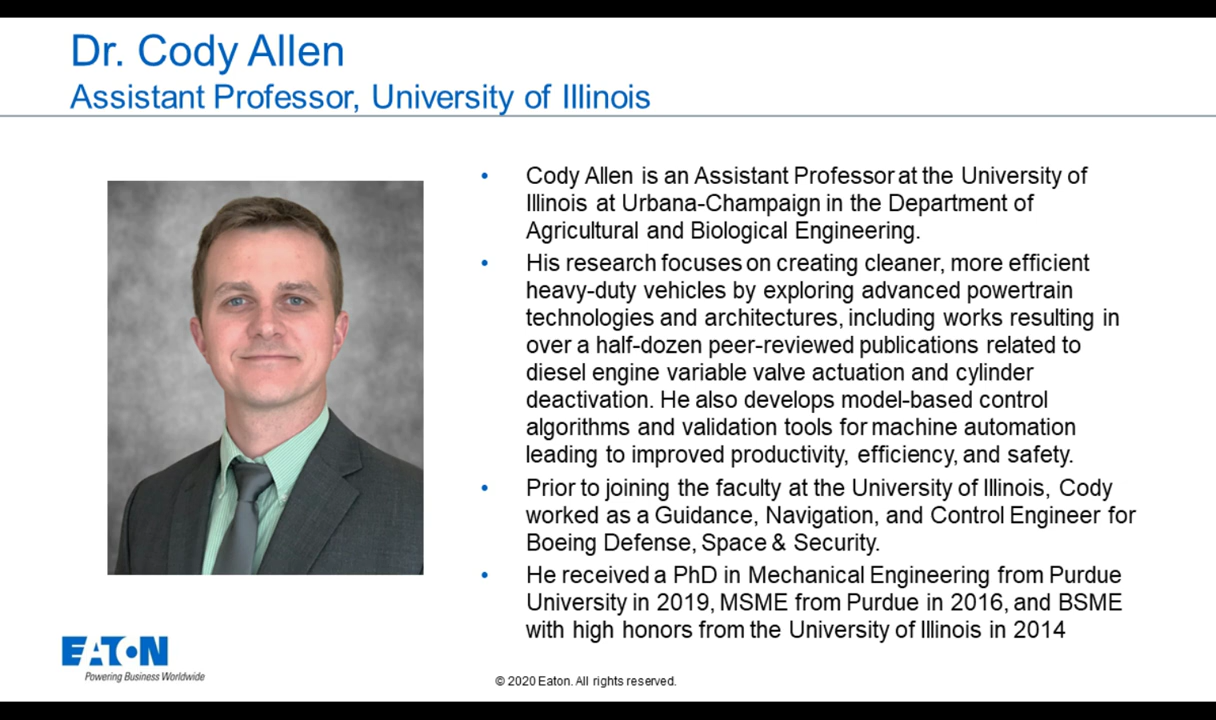 Dr. Cody Allen
Assistant Professor, University of Illinois
• Cody Allen is an Assistant Professor at the University of
Illinois at Urbana-Champaign in the Department of
Agricultural and Biological Engineering.
• His research focuses on creating cleaner, more efficient
heavy-duty vehicles by exploring advanced powertrain
technologies and architectures, including works resulting in
over a half-dozen peer-reviewed publications related to
diesel engine variable valve actuation and cylinder
deactivation. He also develops model-based control
algorithms and validation tools for machine automation
leading to improved productivity, efficiency, and safety.
• Prior to joining the faculty at the University of Illinois, Cody
worked as a Guidance, Navigation, and Control Engineer for
Boeing Defense, Space & Security.
• He received a PhD in Mechanical Engineering from Purdue
University in 2019, MSME from Purdue in 2016, and BSME
with high honors from the University of Illinois in 2014
EATON
Powering Business Worldwide
© 2020 Eaton. All rights reserved.